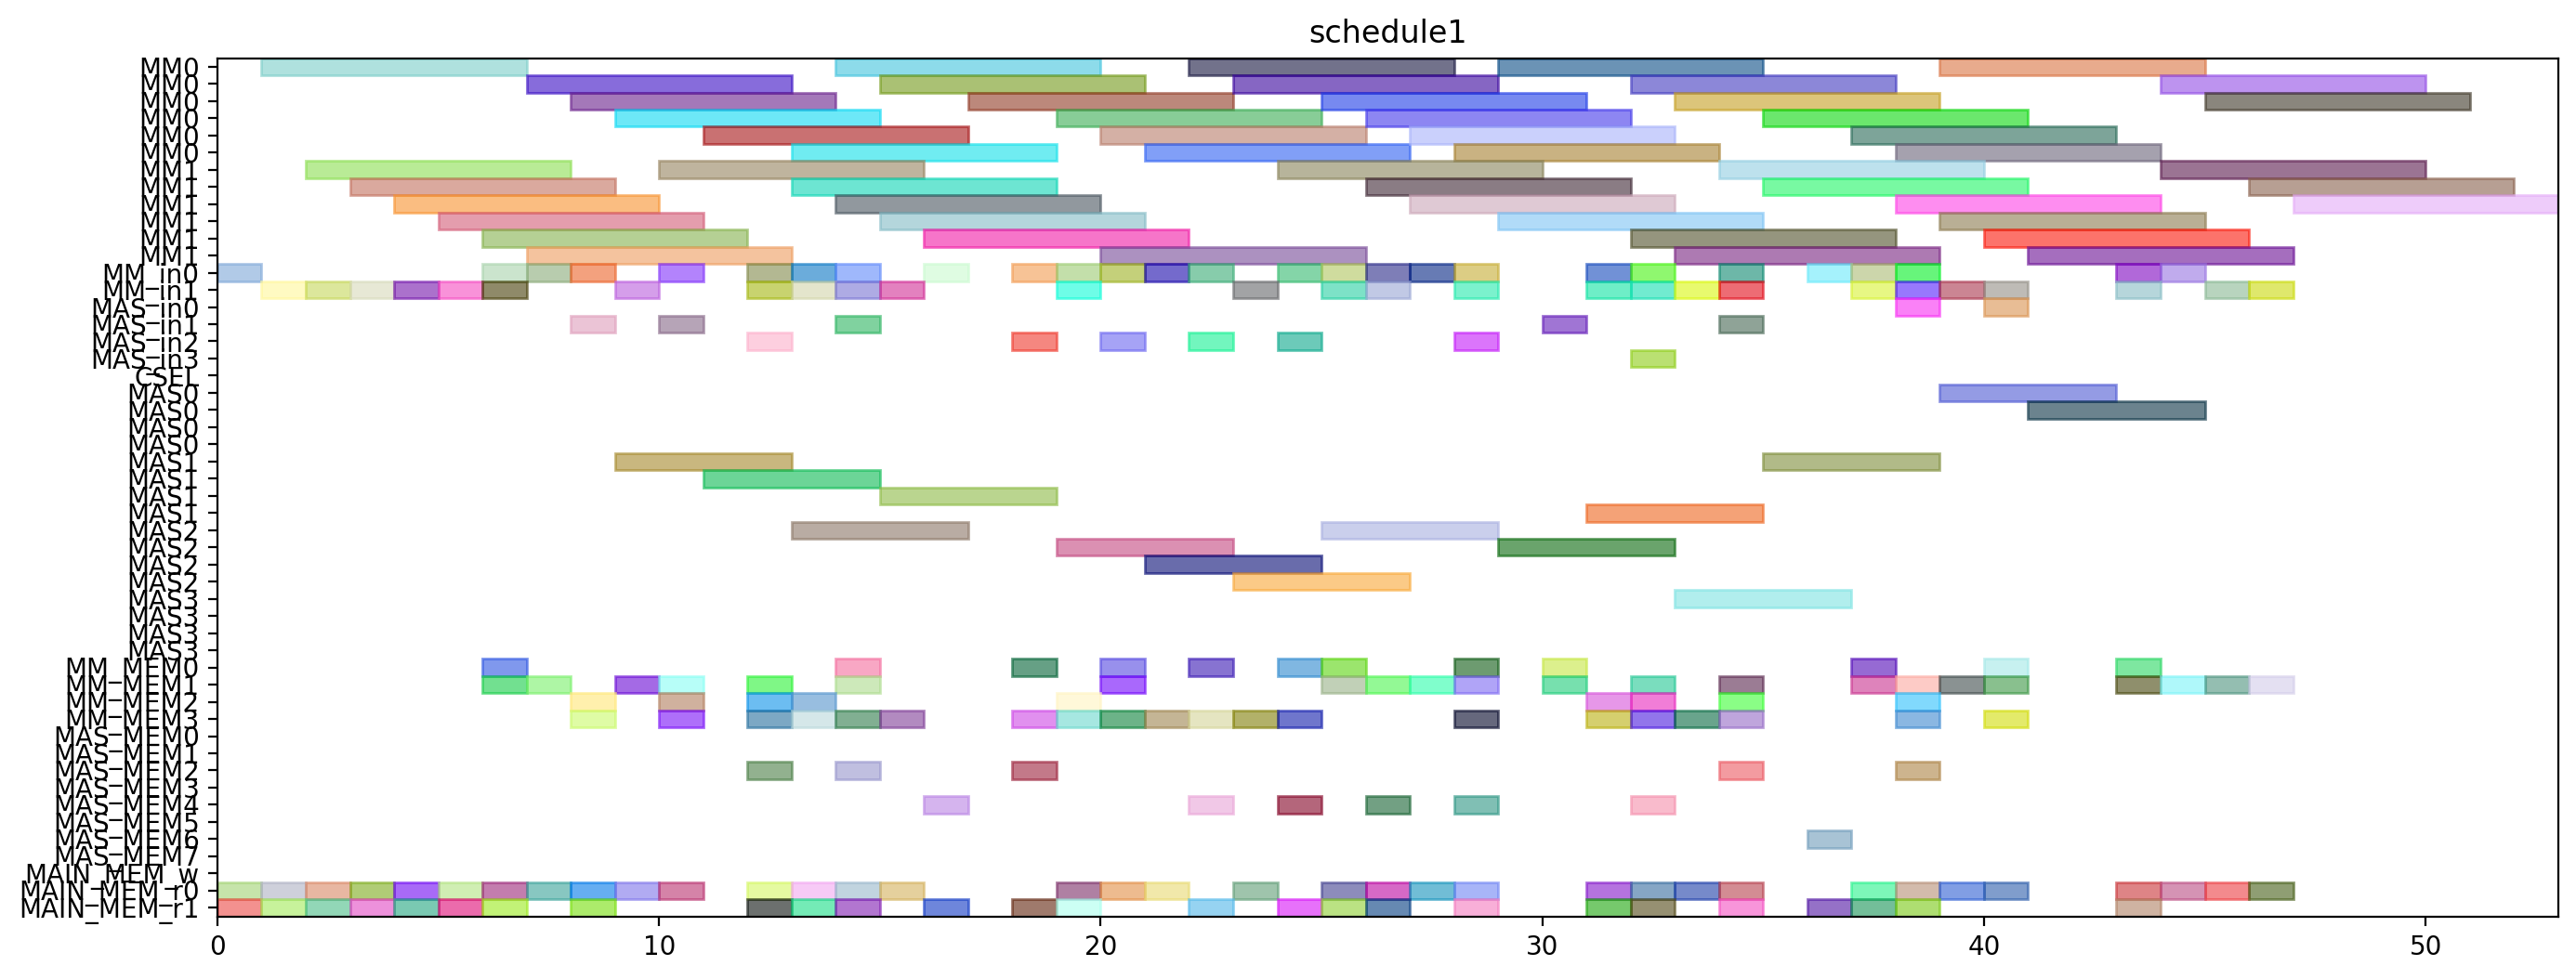 schedule1
MM0
MM0
MM0
MM0
MM0
MM0
MM1
MM1
MM1
MM1
MM1
MM1
MM_in0
MM_in1
MAS_in0
MAS_in1
MAS_in2
MAS_in3
CSEL
MAS0
MAS0
MAS0
MAS0
MAS1
MAS1
MAS1
MAS1
MAS2
MAS2
MAS2
MAS2
MAS3
MAS3
MAS3
MAS3
MM_MEM0
MM_MEM1
MM_MEM2
MM_MEM3
MAS_MEM0
MAS_MEM1
MAS_MEM2
MAS_MEM3
MAS_MEM4
MAS_MEM5
MAS_MEM6
MAS_MEM7
MAIN_MEM_w
MAIN_MEM_r0
MAIN_MEM_r1
0 10 20 30 40 50